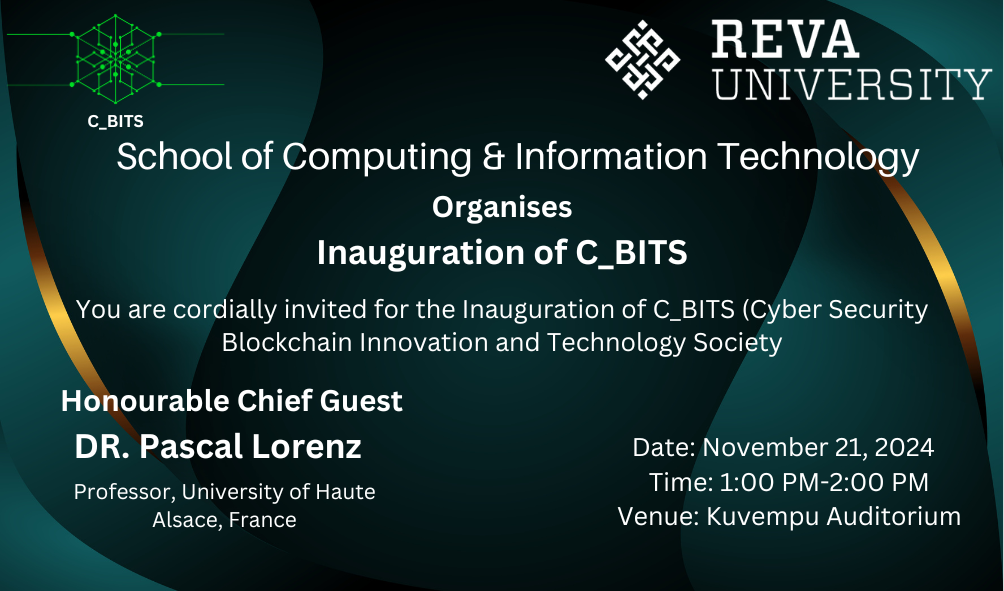 C_BITS
REVA
UNIVERSITY
School of Computing & Information Technology
Organises
Inauguration of C_BITS
You are cordially invited for the Inauguration of C_BITS (Cyber Security
Blockchain Innovation and Technology Society
Honourable Chief Guest
DR. Pascal Lorenz
Professor, University of Haute
Alsace, France
Date: November 21, 2024
Time: 1:00 PM-2:00 PM
Venue: Kuvempu Auditorium